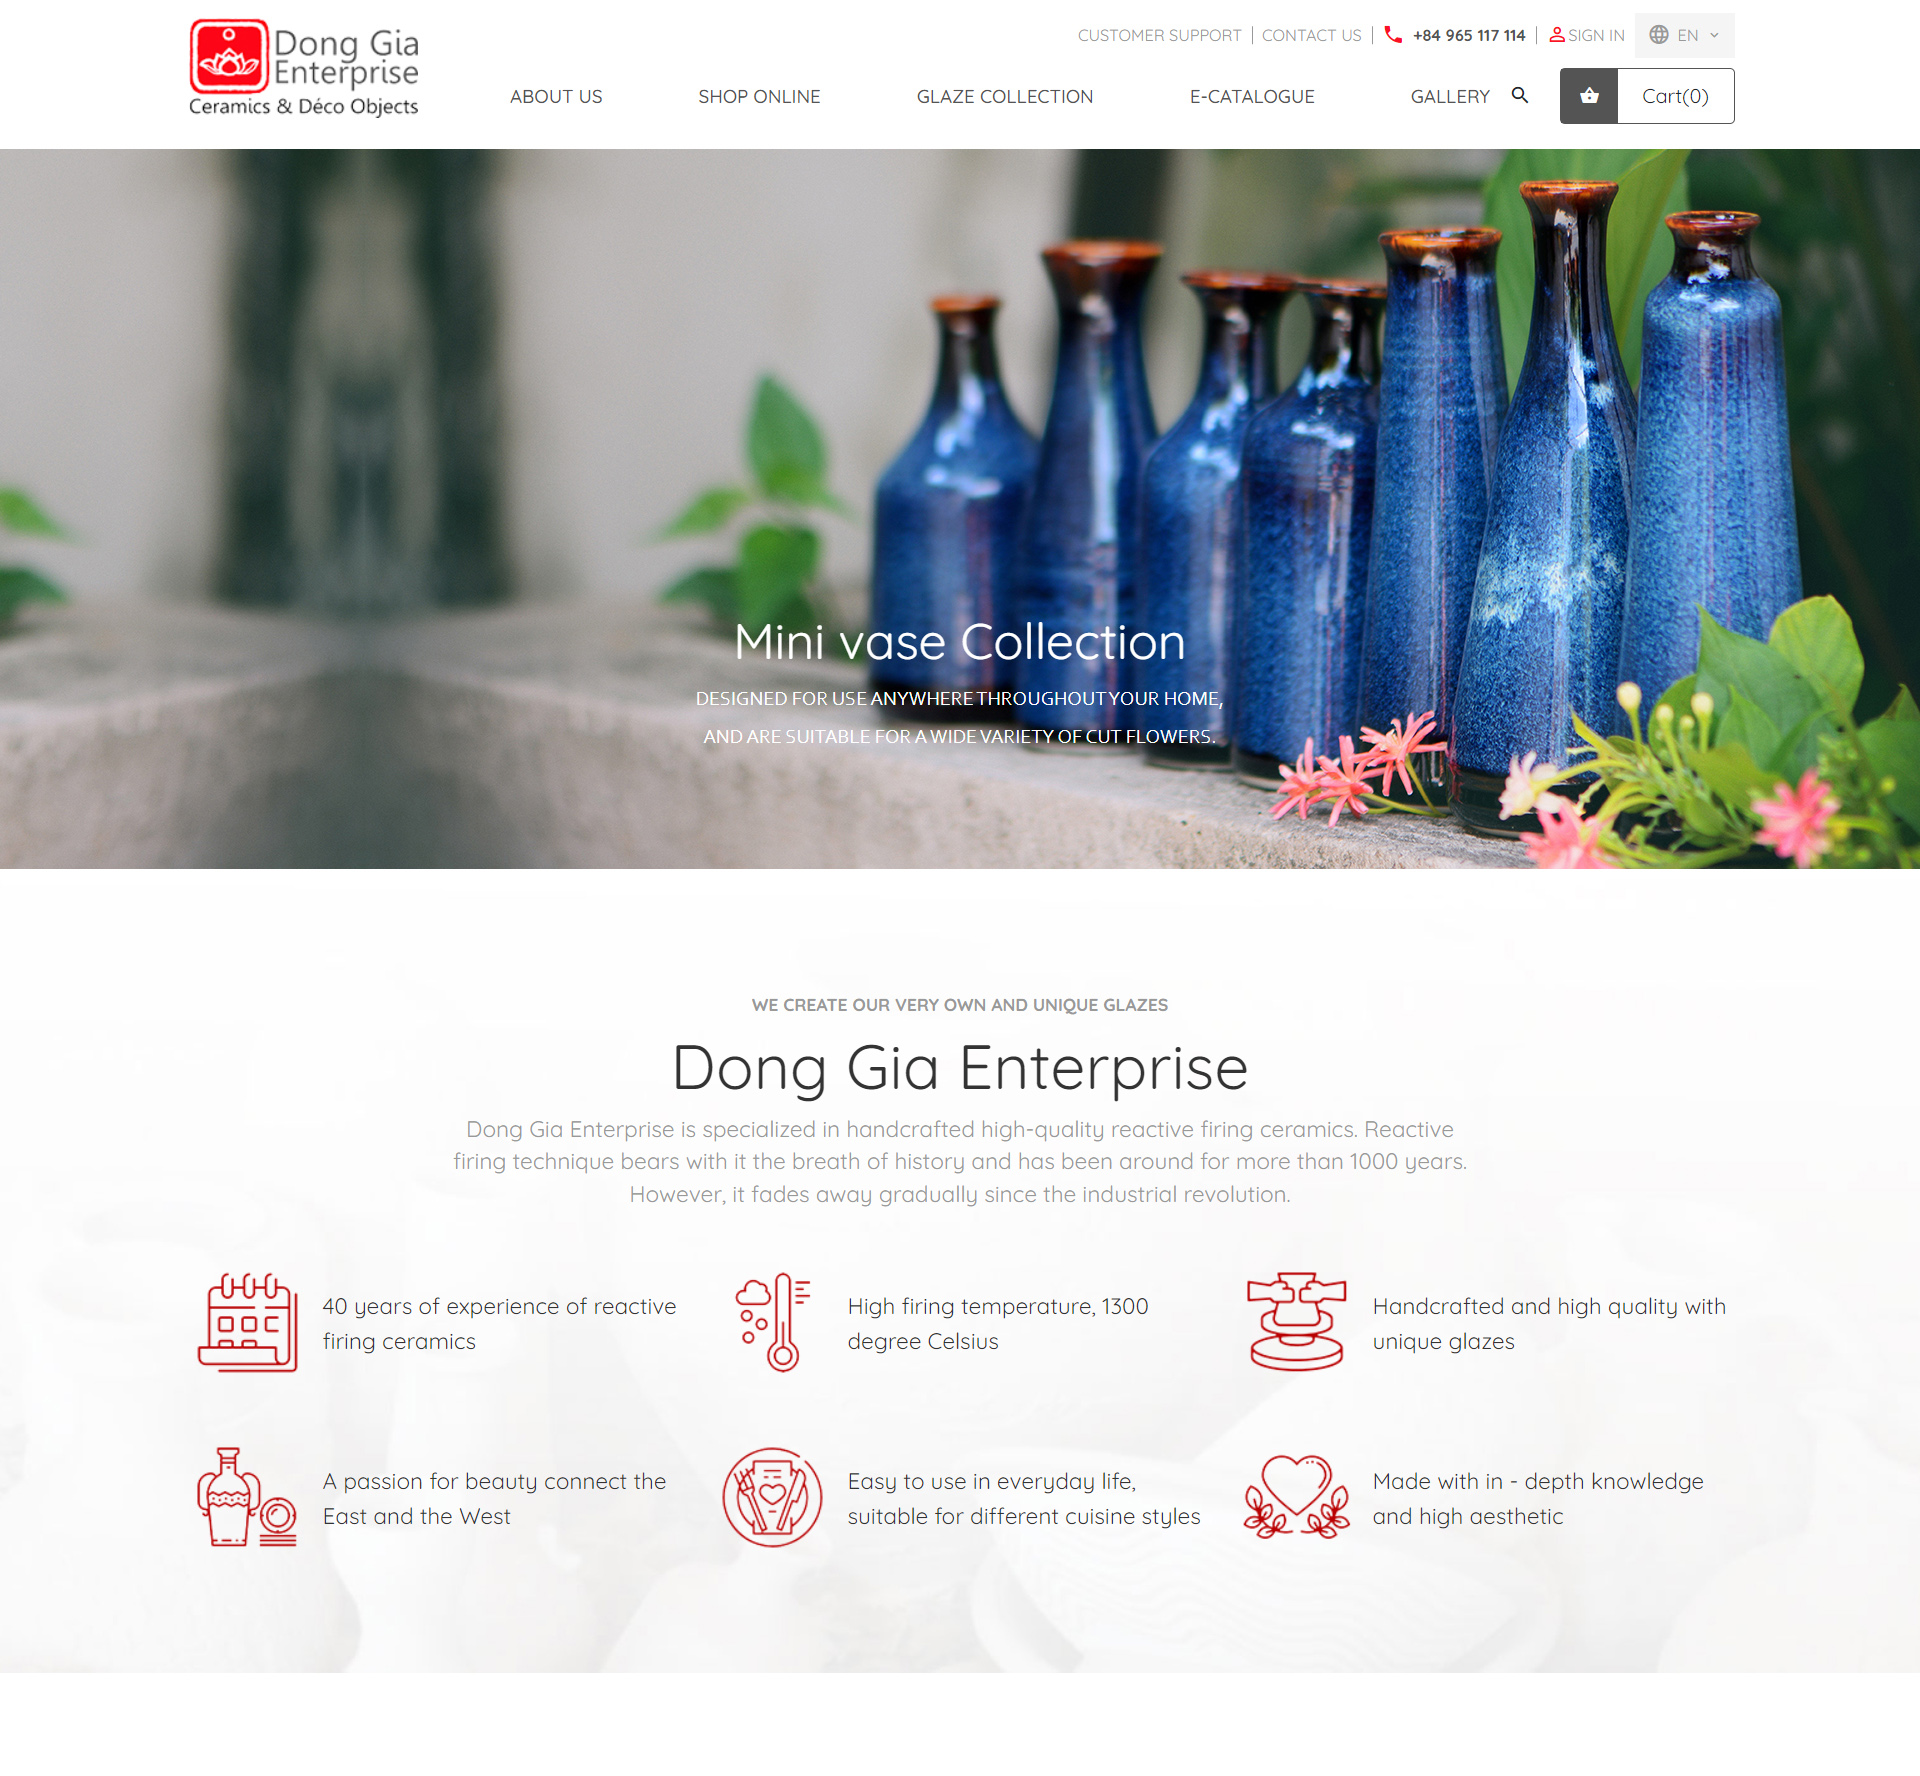 Dong Gia
Enterprise
Ceramics & Déco Objects
CUSTOMER SUPPORT
CONTACT US
+84 965 117 114
SIGN IN
EN
ABOUT US
SHOP ONLINE
GLAZE COLLECTION
E-CATALOGUE
GALLERY
Cart(0)
Mini vase Collection
DESIGNED FOR USE ANYWHERE THROUGHOUT YOUR HOME,
AND ARE SUITABLE FOR A WIDE VARIETY OF CUT FLOWERS.
WE CREATE OUR VERY OWN AND UNIQUE GLAZES
Dong Gia Enterprise
Dong Gia Enterprise is specialized in handcrafted high-quality reactive firing ceramics. Reactive
firing technique bears with it the breath of history and has been around for more than 1000 years.
However, it fades away gradually since the industrial revolution.
40 years of experience of reactive
firing ceramics
High firing temperature, 1300
degree Celsius
Handcrafted and high quality with
unique glazes
A passion for beauty connect the
East and the West
Easy to use in everyday life,
suitable for different cuisine styles
Made with in - depth knowledge
and high aesthetic